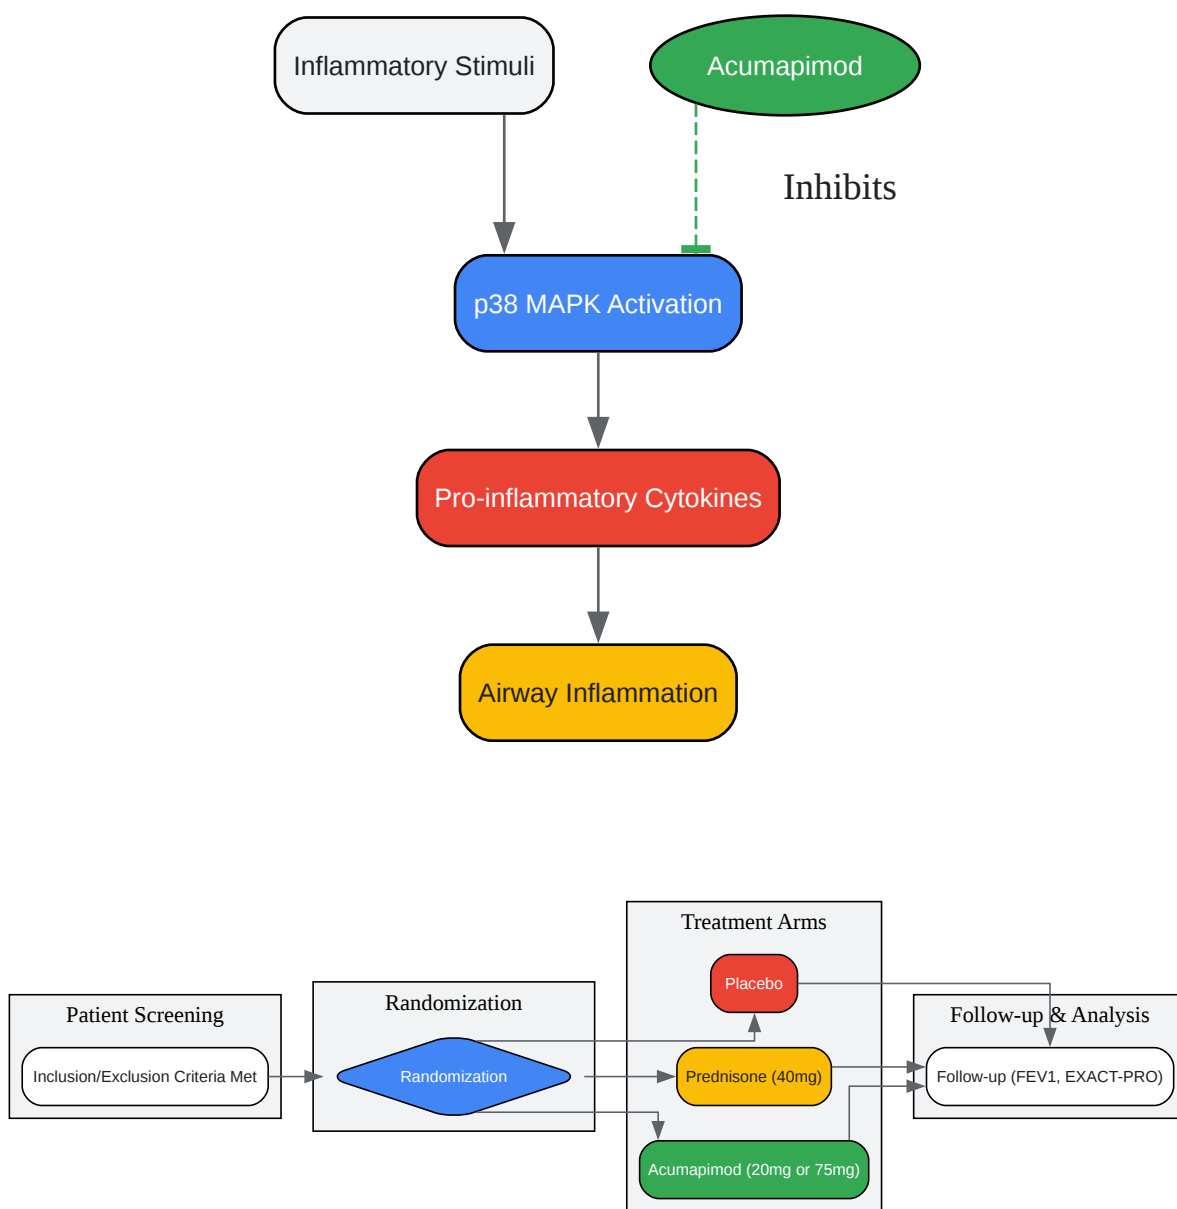 Inflammatory Stimuli
Acumapimod
Inhibits
p38 MAPK Activation
Pro-inflammatory Cytokines
Airway Inflammation
Patient Screening
Inclusion/Exclusion Criteria Met
Randomization
Randomization
Treatment Arms
Placebo
Prednisone (40mg)
Acumapimod (20mg or 75mg)
Follow-up & Analysis
Follow-up (FEV1, EXACT-PRO)